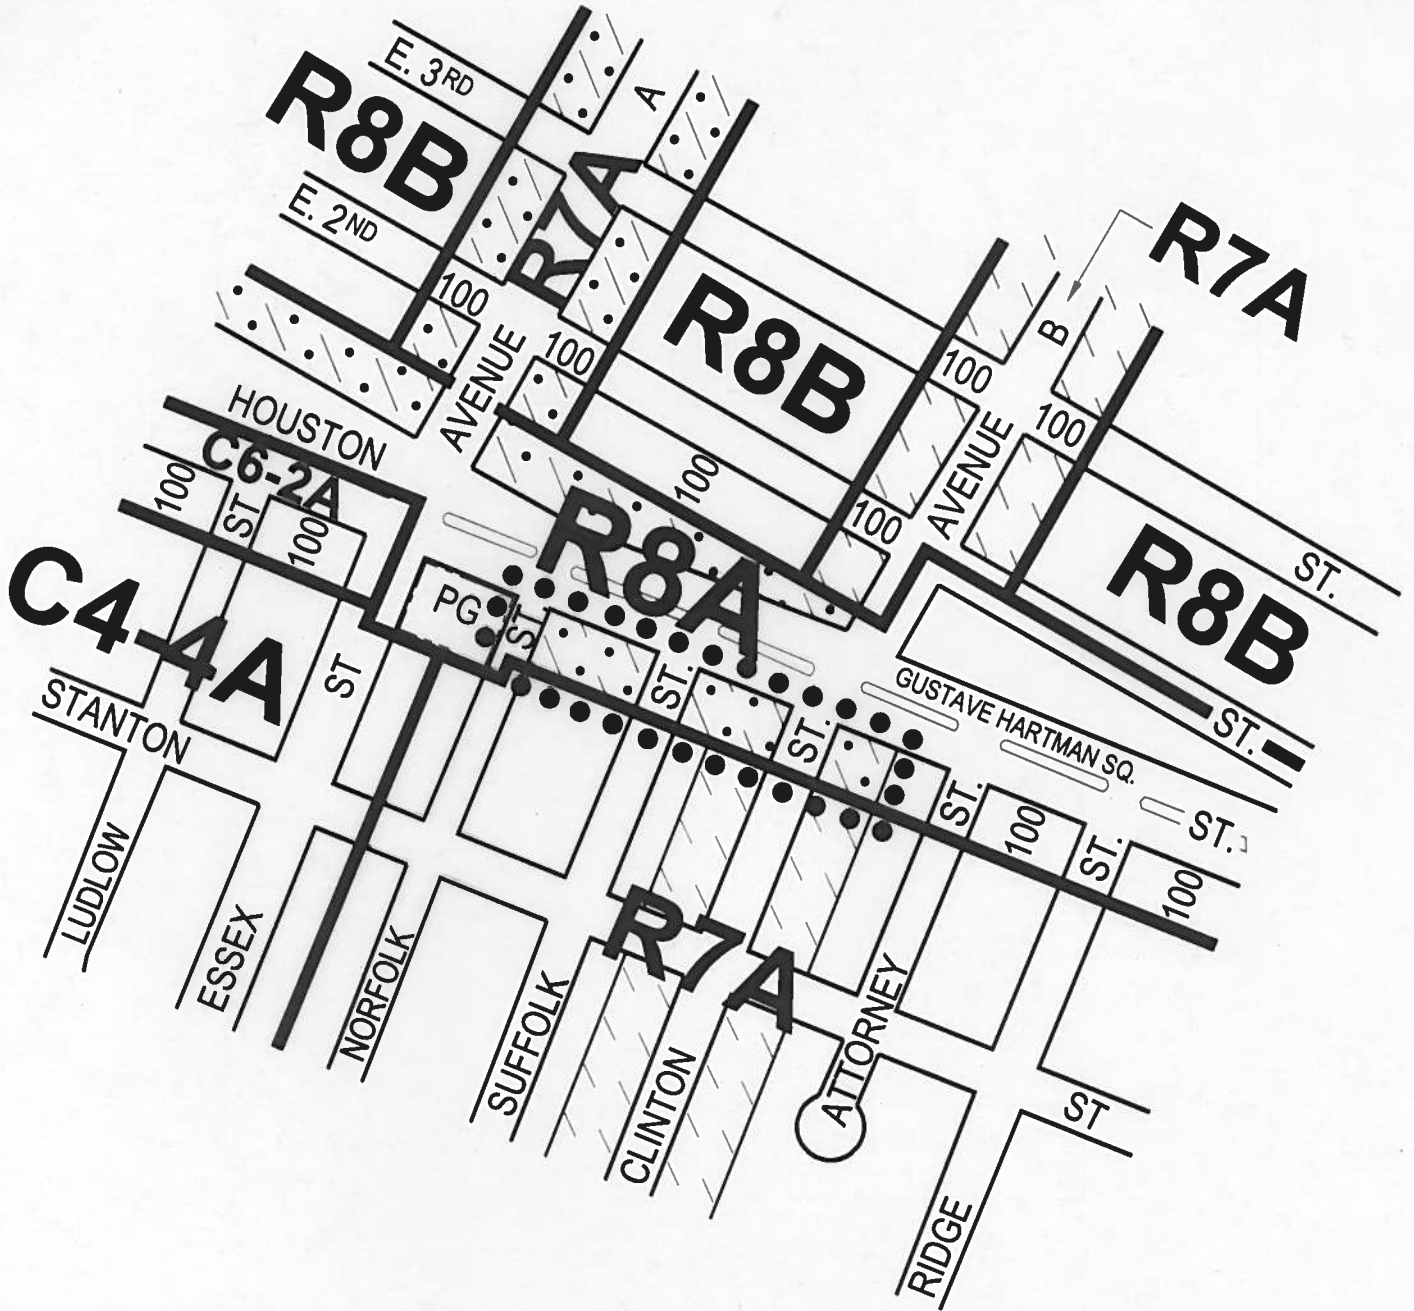 E. 3RD
A
R8B
R7A
E. 2ND
R7A
100
100
AVENUE
R8B
B
100
100
AVENUE
HOUSTON
C6-2A
100
ST
100
100
100
R8A
ST.
R8B
C4-4A
PG
ST.
ST.
ST.
GUSTAVE HARTMAN SQ.
ST.
ST
STANTON
ST.
100
ST.
ST.
100
LUDLOW
ESSEX
NORFOLK
SUFFOLK
R7A
CLINTON
ATTORNEY
ST
RIDGE